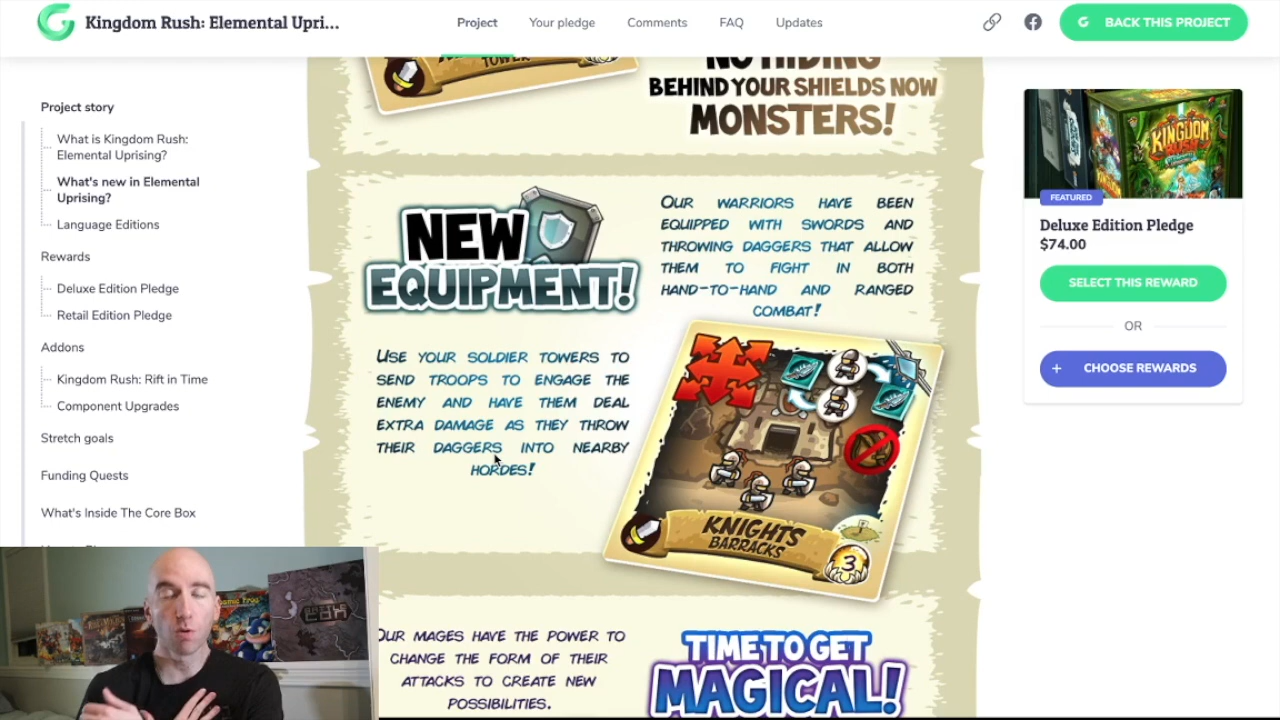 Kingdom Rush: Elemental Upri...
Project
Your pledge
Comments
FAQ
Updates
BACK THIS PROJECT
Project story
What is Kingdom Rush:
Elemental Uprising?
What's new in Elemental
Uprising?
Language Editions
Rewards
Deluxe Edition Pledge
Retail Edition Pledge
Addons
Kingdom Rush: Rift in Time
Component Upgrades
Stretch goals
Funding Quests
What's Inside The Core Box
TOWER
NO HIDING
BEHIND YOUR SHIELDS NOW
MONSTERS!
NEW
EQUIPMENT!
OUR WARRIORS HAVE BEEN
EQUIPPED WITH SWORDS AND
THROWING DAGGERS THAT ALLOW
THEM TO FIGHT IN BOTH
HAND-TO-HAND AND RANGED
COMBAT!
USE YOUR SOLDIER TOWERS TO
SEND TROOPS TO ENGAGE THE
ENEMY AND HAVE THEM DEAL
EXTRA DAMAGE AS THEY THROW
THEIR DAGGERS INTO NEARBY
HORDES!
KNIGHTS
BARRACKS
3
OUR MAGES HAVE THE POWER TO
CHANGE THE FORM OF THEIR
ATTACKS TO CREATE NEW
POSSIBILITIES.
TIME TO GET
MAGICAL!
KINGDOM
RUSH
FEATURED
Deluxe Edition Pledge
$74.00
SELECT THIS REWARD
OR
+ CHOOSE REWARDS
BATTLE
CON